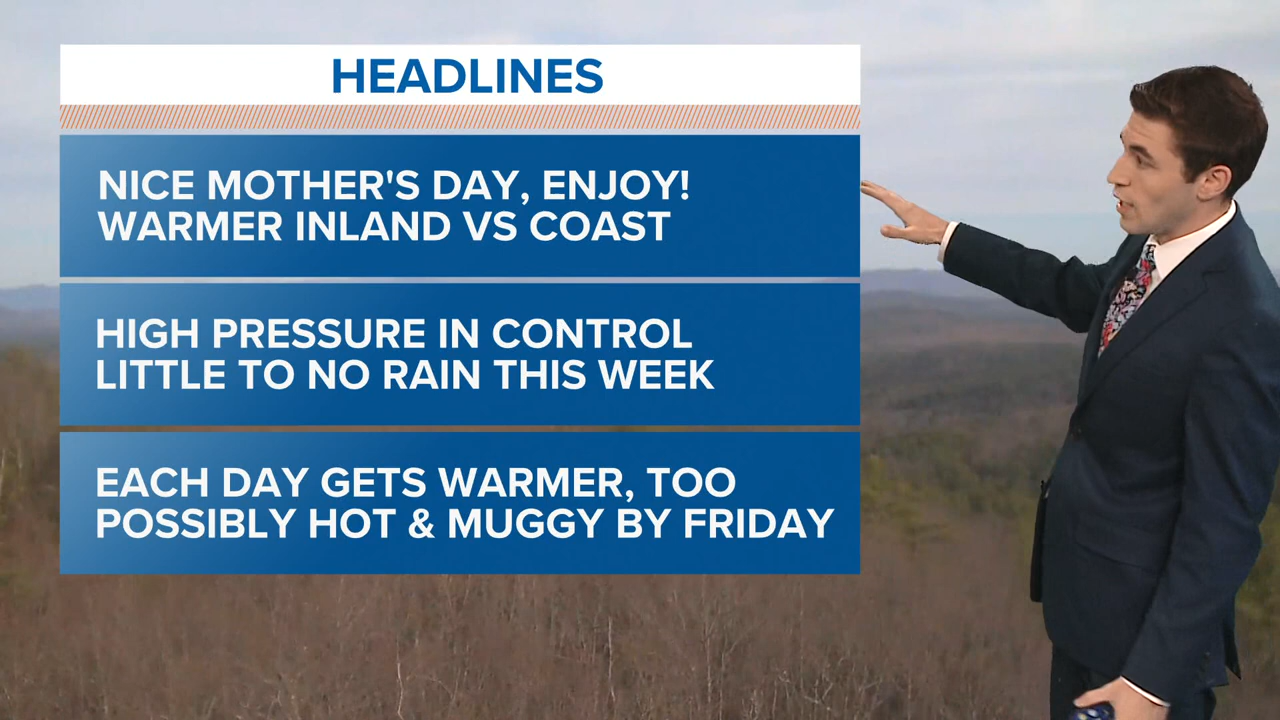 HEADLINES
NICE MOTHER'S DAY, ENJOY!
WARMER INLAND VS COAST
HIGH PRESSURE IN CONTROL
LITTLE TO NO RAIN THIS WEEK
EACH DAY GETS WARMER, TOO
POSSIBLY HOT & MUGGY BY FRIDAY